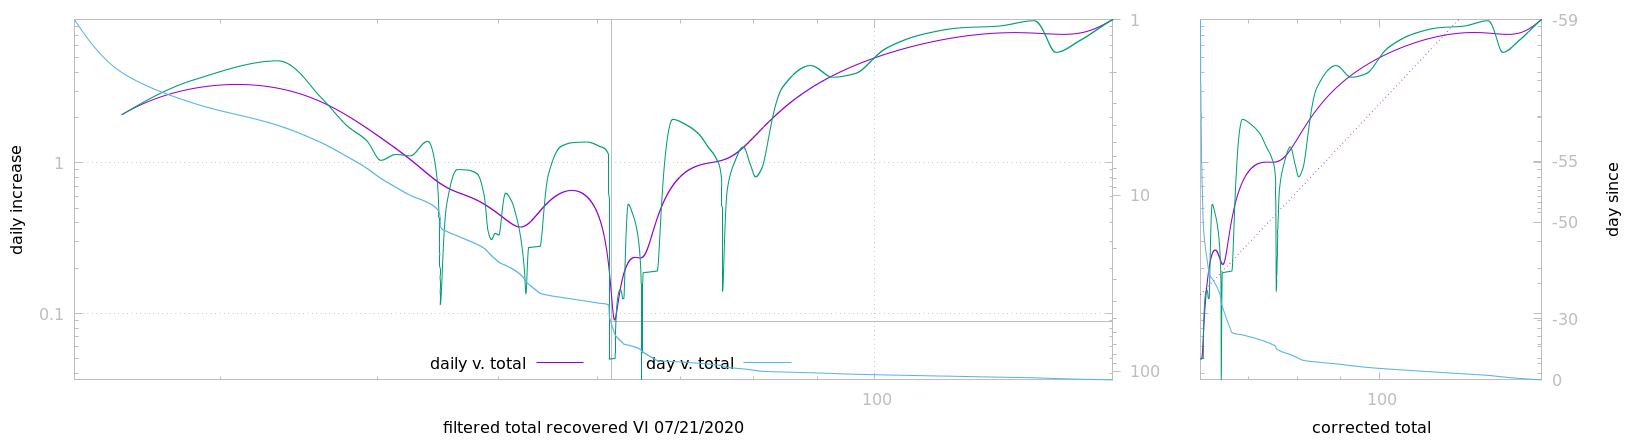 daily increase
1
0.1
daily v. total
day v. total
1
10
100
100
filtered total recovered VI 07/21/2020
-59
-55
-50
-30
0
day since
100
corrected total